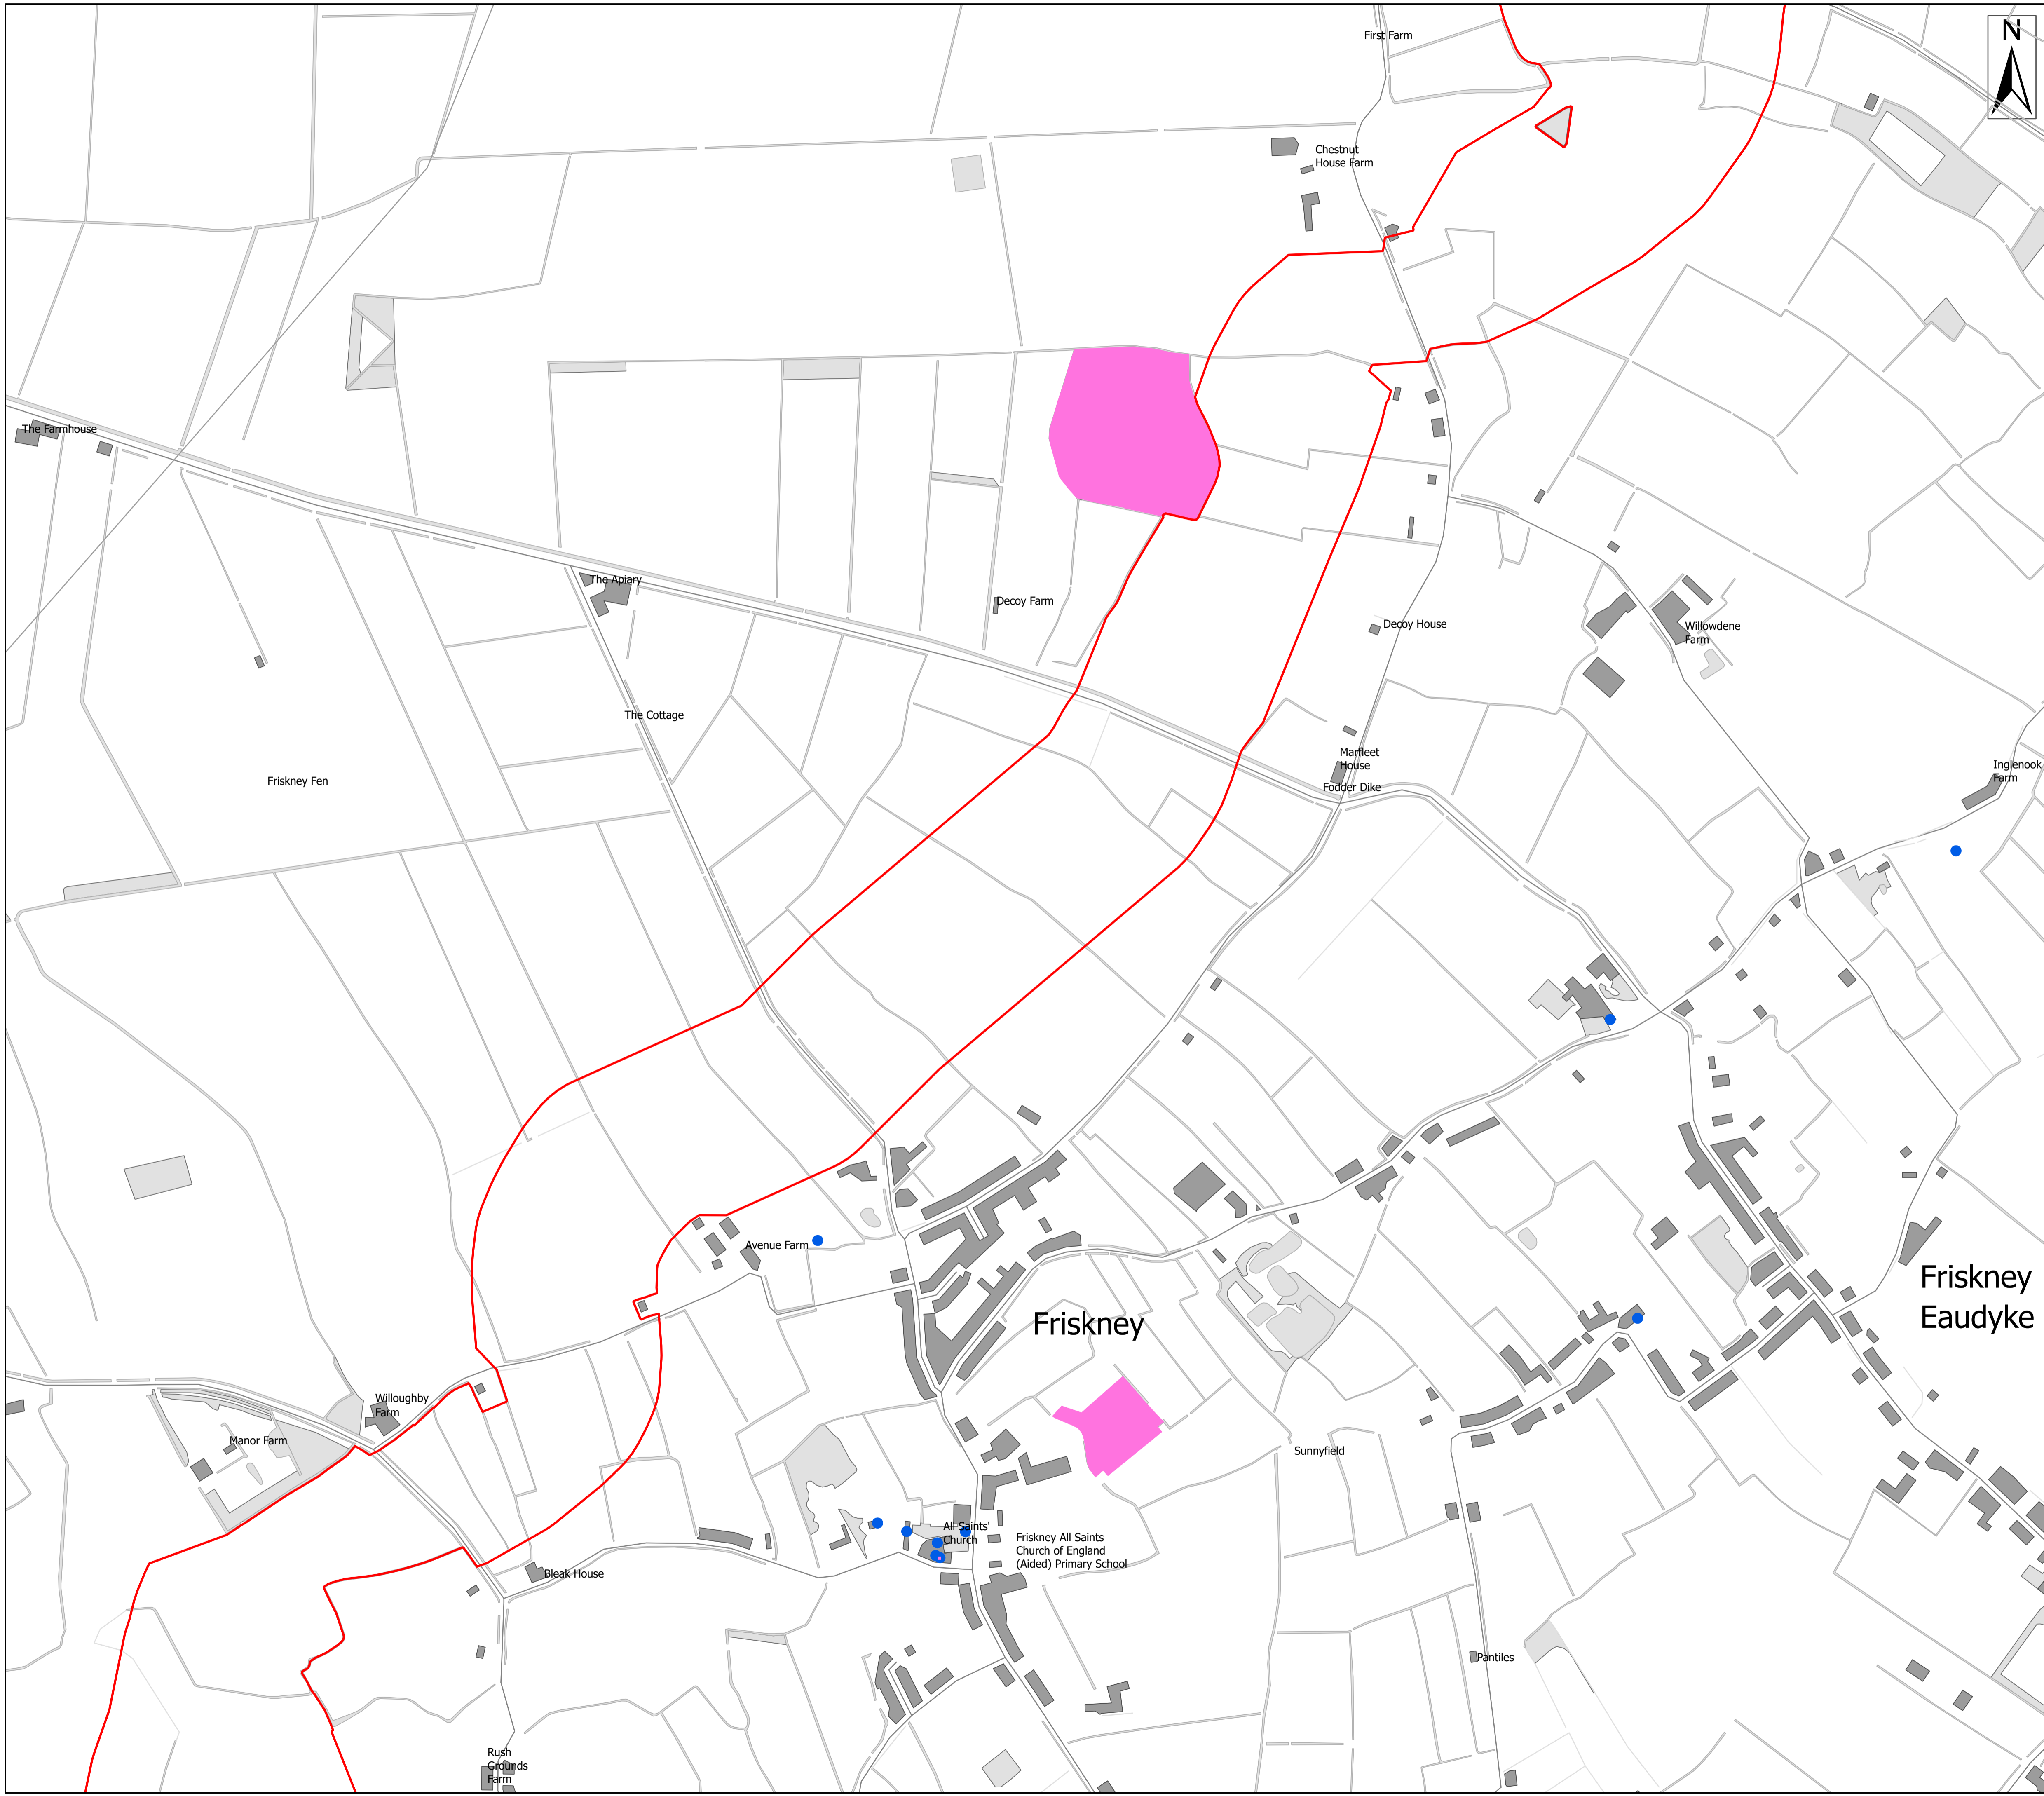 N
First Farm
Chestnut
House Farm
The Farmhouse
The Apiary
Decoy Farm
Decoy House
Willowdene
Farm
The Cottage
Marfleet
House
Fodder Dike
Inglenook
Farm
Friskney Fen
Avenue Farm
Friskney
Friskney
Eaudyke
Willoughby
Farm
Manor Farm
Sunnyfield
All Saints'
Church
Friskney All Saints
Church of England
(Aided) Primary School
Bleak House
Pantiles
Rush
Grounds
Farm